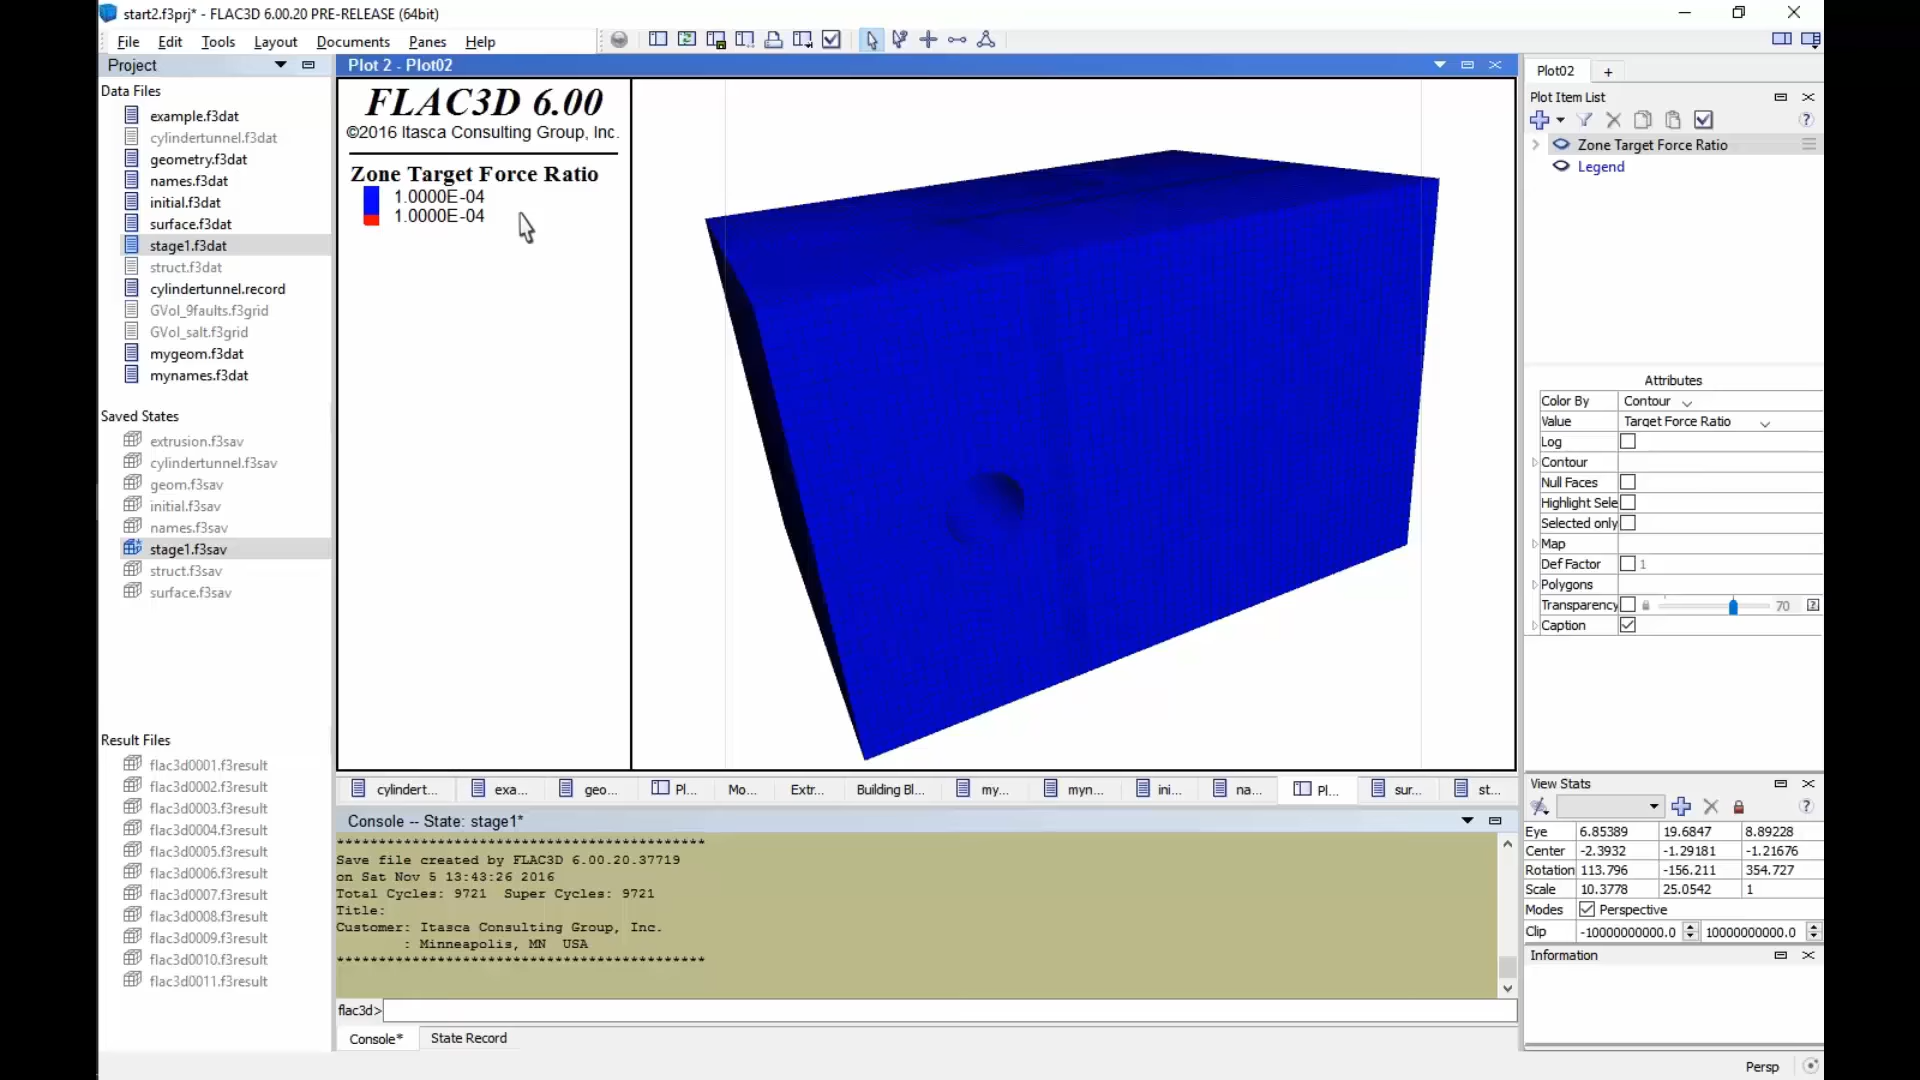 start2.f3prj* - FLAC3D 6.00.20 PRE-RELEASE (64bit)
File Edit Tools Layout Documents Panes Help
Project
Data Files
example.f3dat
cylindertunnel.f3dat
geometry.f3dat
names.f3dat
initial.f3dat
surface.f3dat
stage1.f3dat
struct.f3dat
cylindertunnel.record
GVol_9faults.f3grid
GVol_salt.f3grid
mygeom.f3dat
mynames.f3dat
Saved States
extrusion.f3sav
cylindertunnel.f3sav
geom.f3sav
initial.f3sav
names.f3sav
stage1.f3sav
struct.f3sav
surface.f3sav
Result Files
flac3d0001.f3result
flac3d0002.f3result
flac3d0003.f3result
flac3d0004.f3result
flac3d0005.f3result
flac3d0006.f3result
flac3d0007.f3result
flac3d0008.f3result
flac3d0009.f3result
flac3d0010.f3result
flac3d0011.f3result
Plot 2 - Plot02
FLAC3D 6.00
©2016 Itasca Consulting Group, Inc.
Zone Target Force Ratio
1.0000E-04
1.0000E-04
cylindert... exa... geo... Pl... Mo... Extr... Building Bl... my... myn... ini... na... Pl... sur... st...
Console -- State: stage1*
*********************************************
Save file created by FLAC3D 6.00.20.37719
on Sat Nov 5 13:43:26 2016
Total Cycles: 9721 Super Cycles: 9721
Title:
Customer: Itasca Consulting Group, Inc.
: Minneapolis, MN USA
*********************************************
flac3d>
Console* State Record
Plot02 +
Plot Item List
Zone Target Force Ratio
Legend
Attributes
Color By Contour
Value Target Force Ratio
Log
Contour
Null Faces
Highlight Sele
Selected only
Map
Def Factor 1
Polygons
Transparency 70
Caption
View Stats
Eye 6.85389 19.6847 8.89228
Center -2.3932 -1.29181 -1.21676
Rotation 113.796 -156.211 354.727
Scale 10.3778 25.0542 1
Modes Perspective
Clip -10000000000.0 10000000000.0
Information
Persp